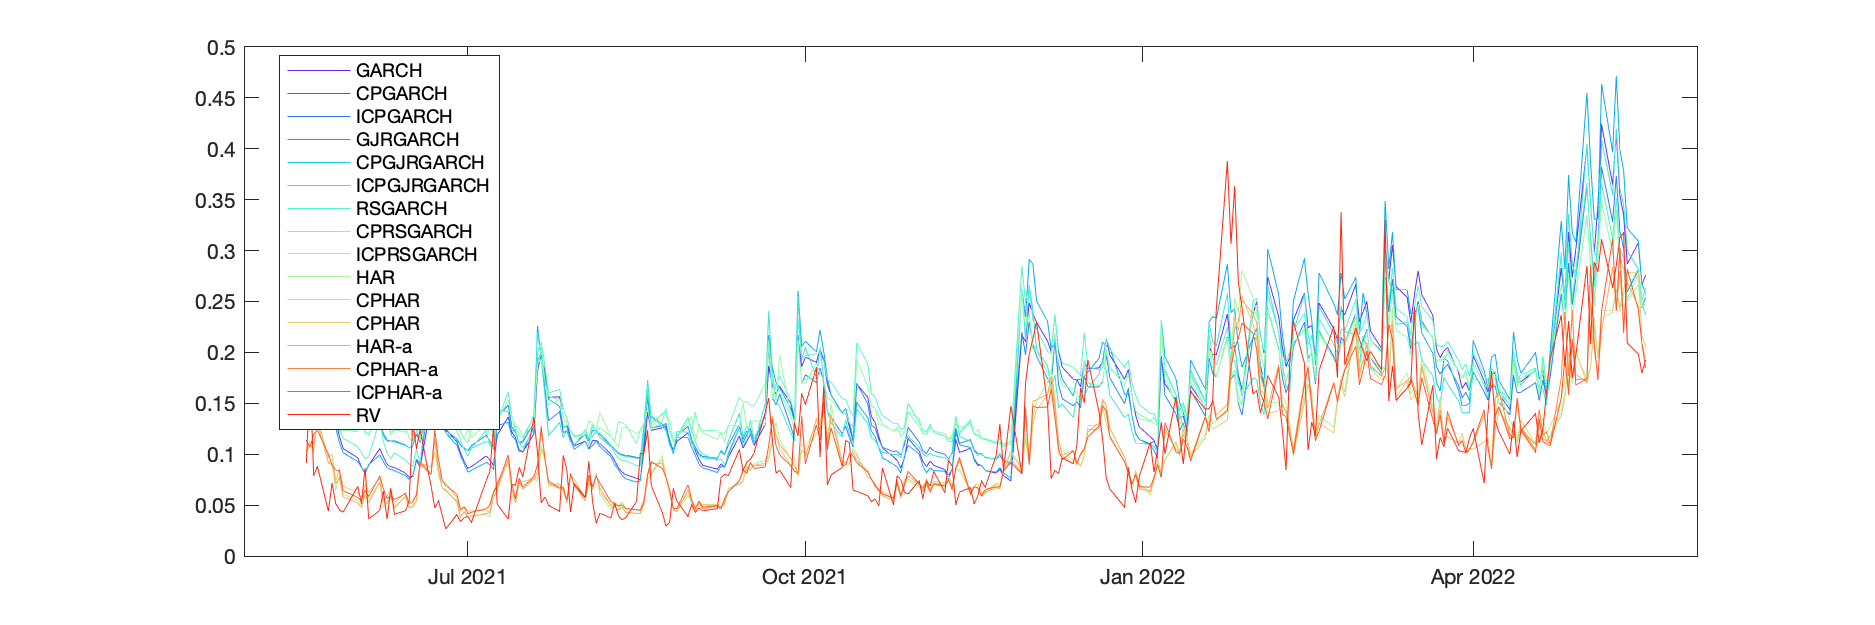 0.5
0.45
0.4
0.35
0.3
0.25
0.2
0.15
0.1
0.05
0
GARCH
CPGARCH
ICPGARCH
GJRGARCH
CPGJRGARCH
ICPGJRGARCH
RSGARCH
CPRSGARCH
ICPRSGARCH
HAR
CPHAR
CPHAR
HAR-a
CPHAR-a
ICPHAR-a
RV
Jul 2021
Oct 2021
Jan 2022
Apr 2022